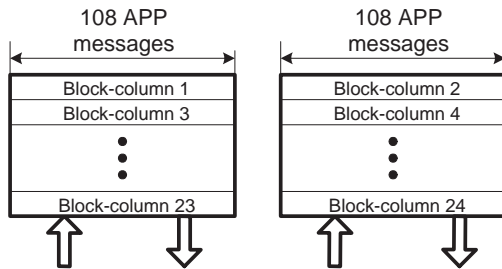 108 APP
messages
Block-column 1
Block-column 3
Block-column 23
108 APP
messages
Block-column 2
Block-column 4
Block-column 24